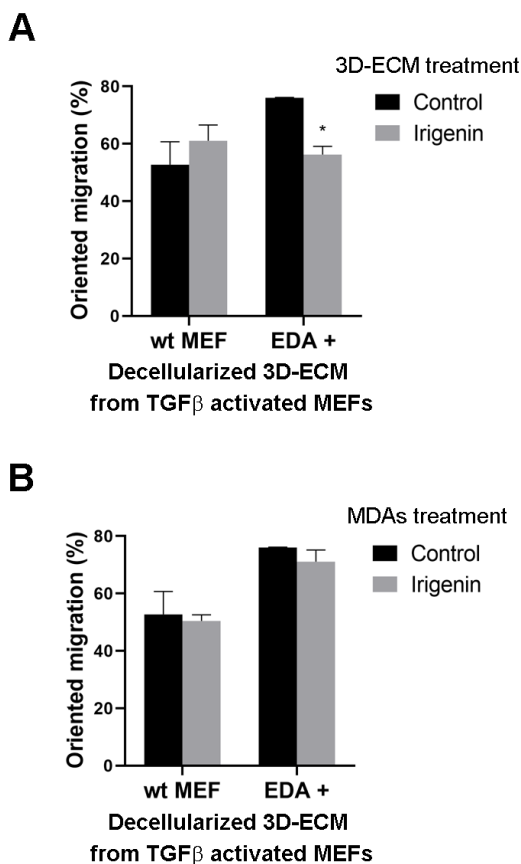 A
3D-ECM treatment
Control
Irigenin
Oriented migration (%)
80
60
40
20
0
*
wt MEF EDA +
Decellularized 3D-ECM
from TGFβ activated MEFs
B
MDAs treatment
Control
Irigenin
Oriented migration (%)
80
60
40
20
0
wt MEF EDA +
Decellularized 3D-ECM
from TGFβ activated MEFs